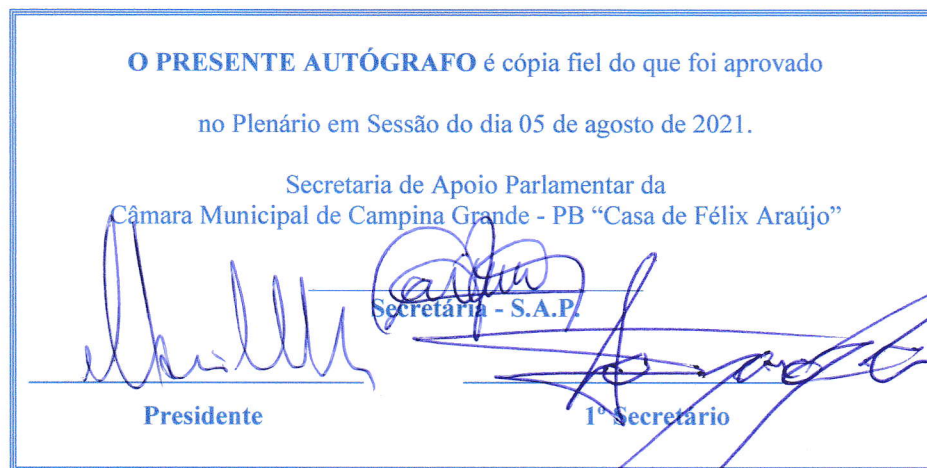 O PRESENTE AUTÓGRAFO é cópia fiel do que foi aprovado
no Plenário em Sessão do dia 05 de agosto de 2021.
Secretaria de Apoio Parlamentar da
Câmara Municipal de Campina Grande - PB “Casa de Félix Araújo”
Secretária - S.A.P.
Presidente
1º Secretário